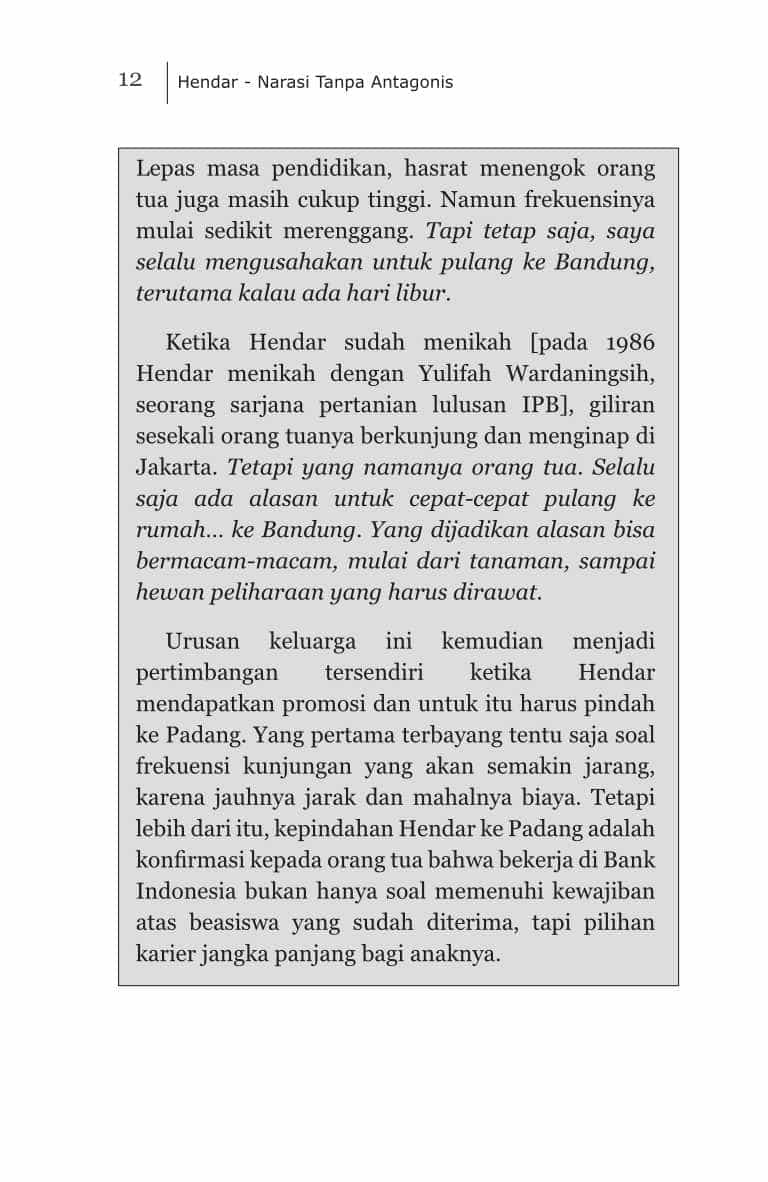 12
Hendar - Narasi Tanpa Antagonis
Lepas masa pendidikan, hasrat menengok orang
tua juga masih cukup tinggi. Namun frekuensinya
mulai sedikit merenggang. Tapi tetap saja, saya
selalu mengusahakan untuk pulang ke Bandung,
terutama kalau ada hari libur.
Ketika Hendar sudah menikah [pada 1986
Hendar menikah dengan Yulifah Wardaningsih,
seorang sarjana pertanian lulusan IPB], giliran
sesekali orang tuanya berkunjung dan menginap di
Jakarta. Tetapi yang namanya orang tua. Selalu
saja ada alasan untuk cepat-cepat pulang ke
rumah... ke Bandung. Yang dijadikan alasan bisa
bermacam-macam, mulai dari tanaman, sampai
hewan peliharaan yang harus dirawat.
Urusan keluarga ini kemudian menjadi
pertimbangan tersendiri ketika Hendar
mendapatkan promosi dan untuk itu harus pindah
ke Padang. Yang pertama terbayang tentu saja soal
frekuensi kunjungan yang akan semakin jarang,
karena jauhnya jarak dan mahalnya biaya. Tetapi
lebih dari itu, kepindahan Hendar ke Padang adalah
konfirmasi kepada orang tua bahwa bekerja di Bank
Indonesia bukan hanya soal memenuhi kewajiban
atas beasiswa yang sudah diterima, tapi pilihan
karier jangka panjang bagi anaknya.